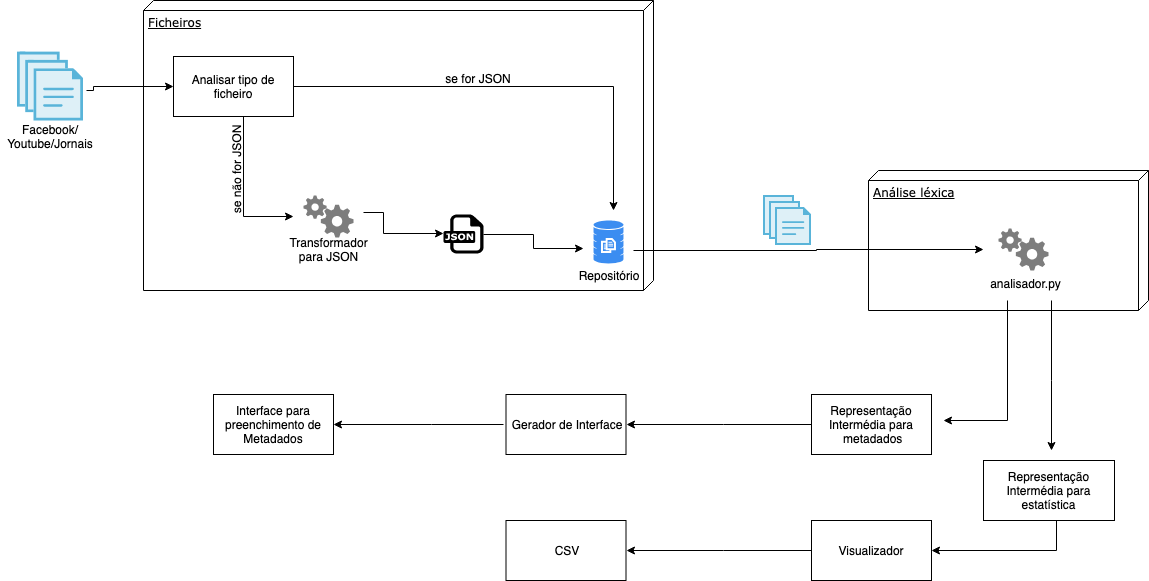 Ficheiros
Facebook/
Youtube/Jornais
Analisar tipo de
ficheiro
se for JSON
se não for JSON
Transformador
para JSON
JSON
Repositório
Análise léxica
analisador.py
Interface para
preenchimento de
Metadados
Gerador de Interface
Representação
Intermédia para
metadados
Representação
Intermédia para
estatística
CSV
Visualizador